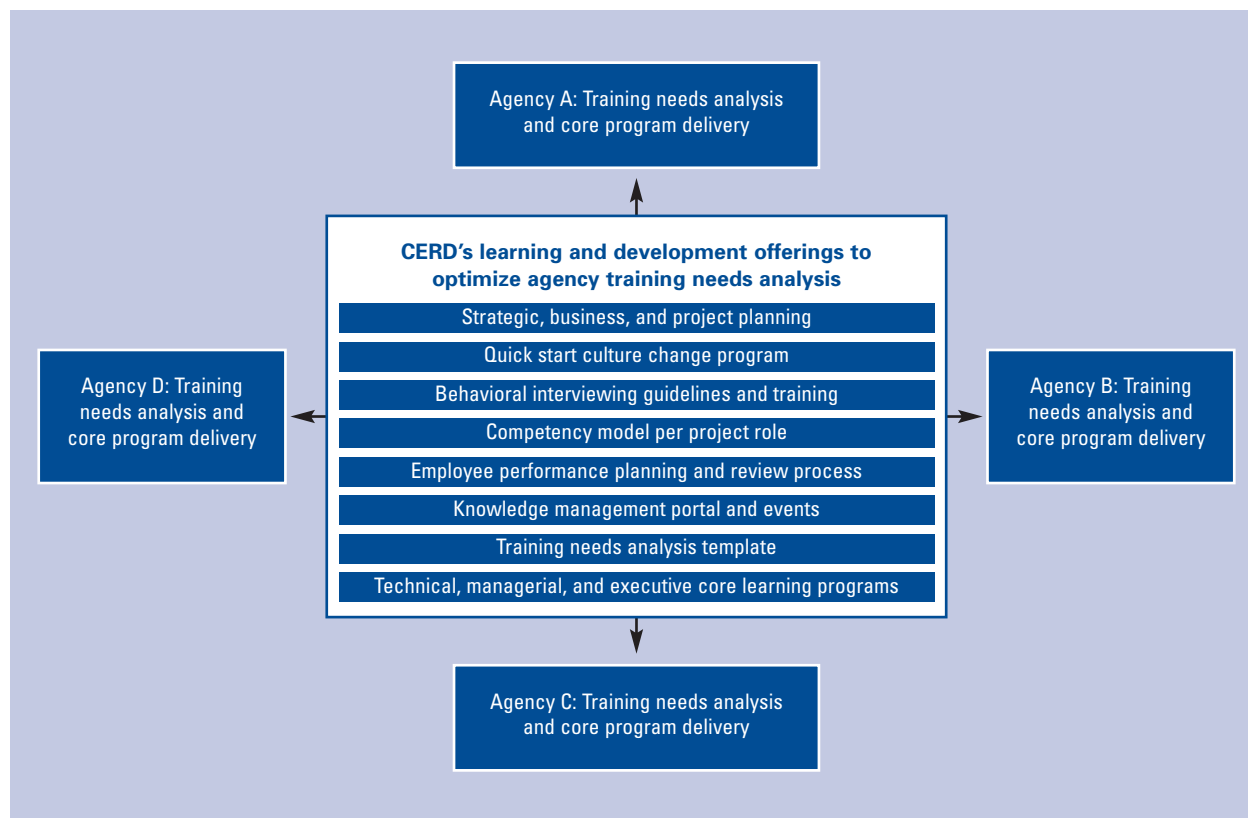 Agency A: Training needs analysis
and core program delivery
CERD’s learning and development offerings to
optimize agency training needs analysis
Strategic, business, and project planning
Quick start culture change program
Behavioral interviewing guidelines and training
Competency model per project role
Employee performance planning and review process
Knowledge management portal and events
Training needs analysis template
Technical, managerial, and executive core learning programs
Agency D: Training
needs analysis and
core program delivery
Agency B: Training
needs analysis and
core program delivery
Agency C: Training needs analysis
and core program delivery